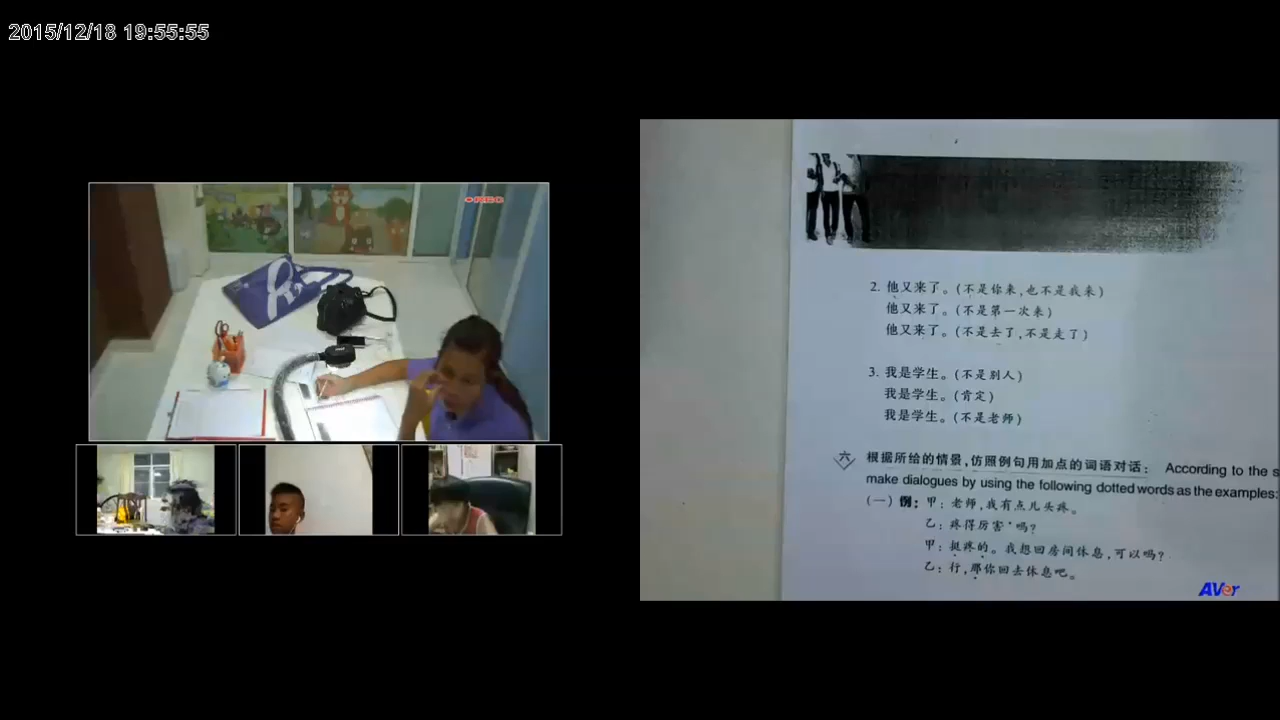 2015/12/18 19:55:55
REC
2. 他又来了。(不是你来,也不是我来)
他又来了。(不是第一次来)
他又来了。(不是去了,不是走了)
3. 我是学生。(不是别人)
我是学生。(肯定)
我是学生。(不是老师)
六 根据所给的情景,仿照例句用加点的词语对话: According to the s
make dialogues by using the following dotted words as the examples:
(一) 例: 甲: 老师,我有点儿头疼。
乙: 疼得厉害*吗?
甲: 挺疼的。我想回房间休息,可以吗?
乙: 行,那你回去休息吧。
AVer